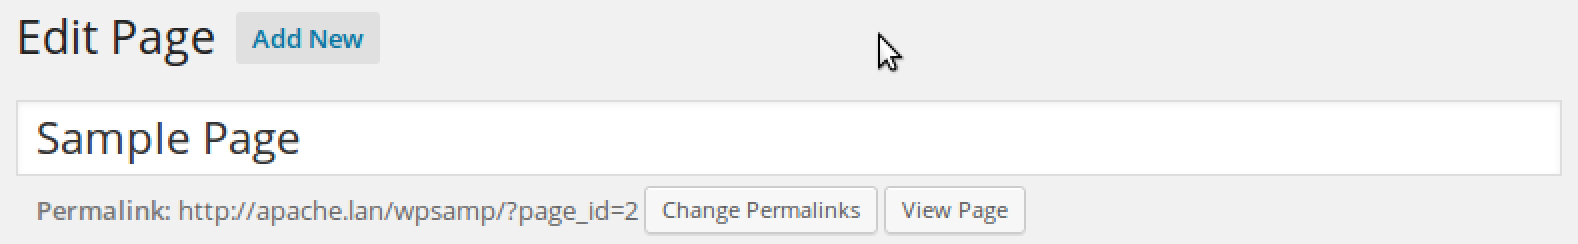 Edit Page Add New
Sample Page
Permalink: http://apache.lan/wpsamp/?page_id=2 Change Permalinks View Page